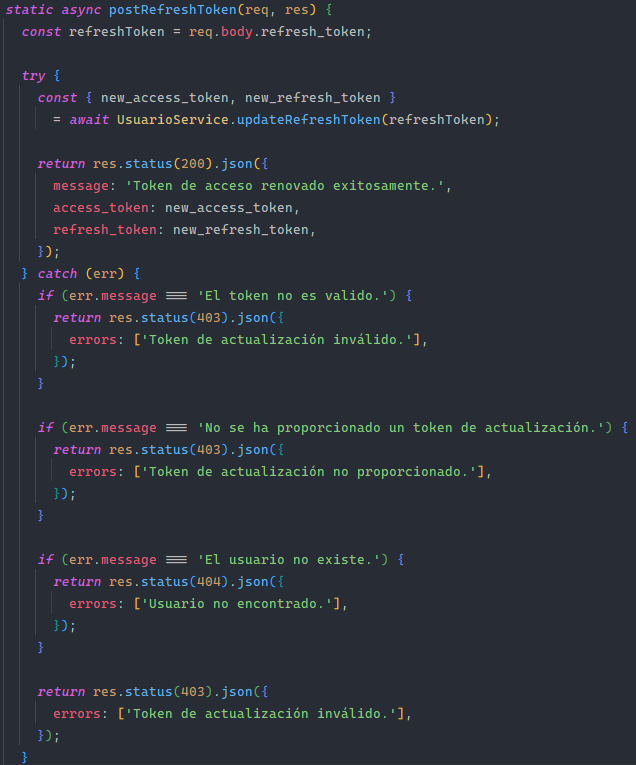 static async postRefreshToken(req, res) {
  const refreshToken = req.body.refresh_token;

  try {
    const { new_access_token, new_refresh_token }
      = await UsuarioService.updateRefreshToken(refreshToken);

    return res.status(200).json({
      message: 'Token de acceso renovado exitosamente.',
      access_token: new_access_token,
      refresh_token: new_refresh_token,
    });
  } catch (err) {
    if (err.message === 'El token no es valido.') {
      return res.status(403).json({
        errors: ['Token de actualización inválido.'],
      });
    }

    if (err.message === 'No se ha proporcionado un token de actualización.') {
      return res.status(403).json({
        errors: ['Token de actualización no proporcionado.'],
      });
    }

    if (err.message === 'El usuario no existe.') {
      return res.status(404).json({
        errors: ['Usuario no encontrado.'],
      });
    }

    return res.status(403).json({
      errors: ['Token de actualización inválido.'],
    });
  }